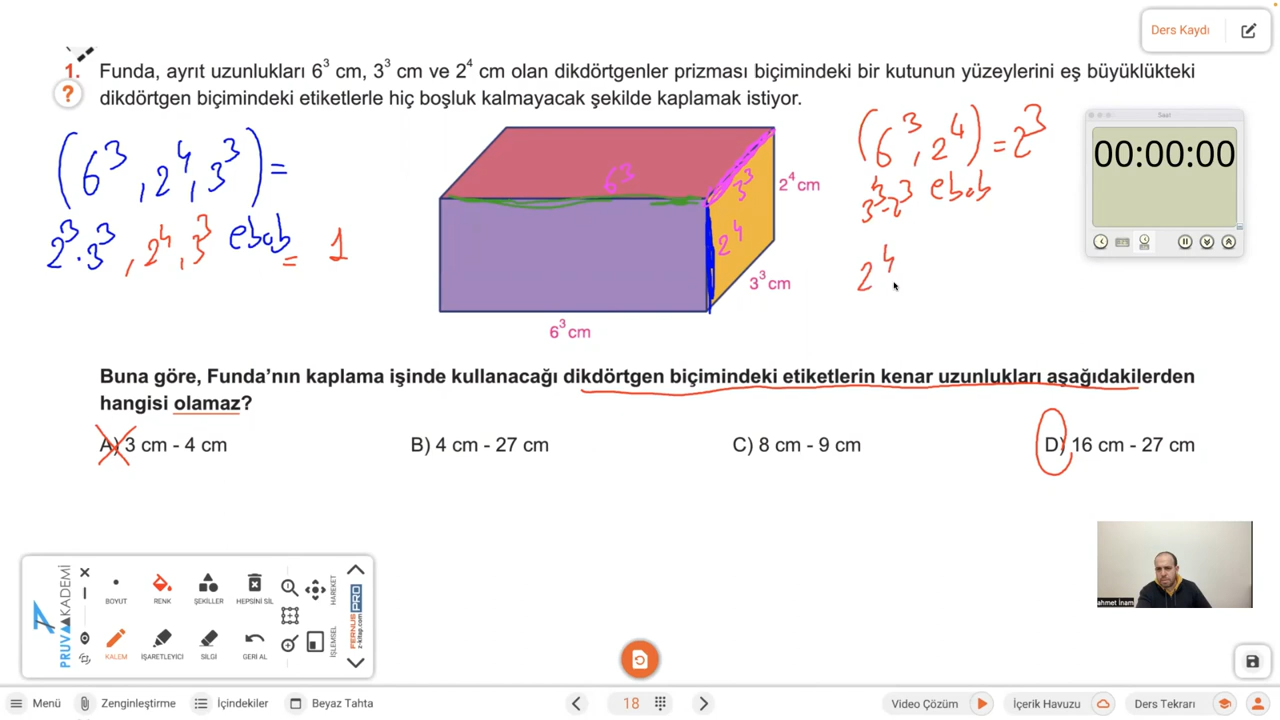 Ders Kaydı
1. Funda, ayrıt uzunlukları 6³ cm, 3³ cm ve 2⁴ cm olan dikdörtgenler prizması biçimindeki bir kutunun yüzeylerini eş büyüklükteki
? dikdörtgen biçimindeki etiketlerle hiç boşluk kalmayacak şekilde kaplamak istiyor.
(6³, 2⁴, 3³) =
2³.3³, 2⁴, 3³ ebob = 1
6³
3³
2⁴
2⁴ cm
3³ cm
6³ cm
(6³, 2⁴) = 2³
3³.2³ ebob
2⁴
Saat
00:00:00
Buna göre, Funda'nın kaplama işinde kullanacağı dikdörtgen biçimindeki etiketlerin kenar uzunlukları aşağıdakilerden
hangisi olamaz?
A) 3 cm - 4 cm B) 4 cm - 27 cm C) 8 cm - 9 cm D) 16 cm - 27 cm
ahmet İnam
PRUVA AKADEMİ
BOYUT RENK ŞEKİLLER HEPSİNİ SİL HAREKET
KALEM İŞARETLEYİCİ SİLGİ GERİ AL İŞLEMSEL
PERNUS PRO
z-kitap.com
Menü Zenginleştirme İçindekiler Beyaz Tahta 18 Video Çözüm İçerik Havuzu Ders Tekrarı